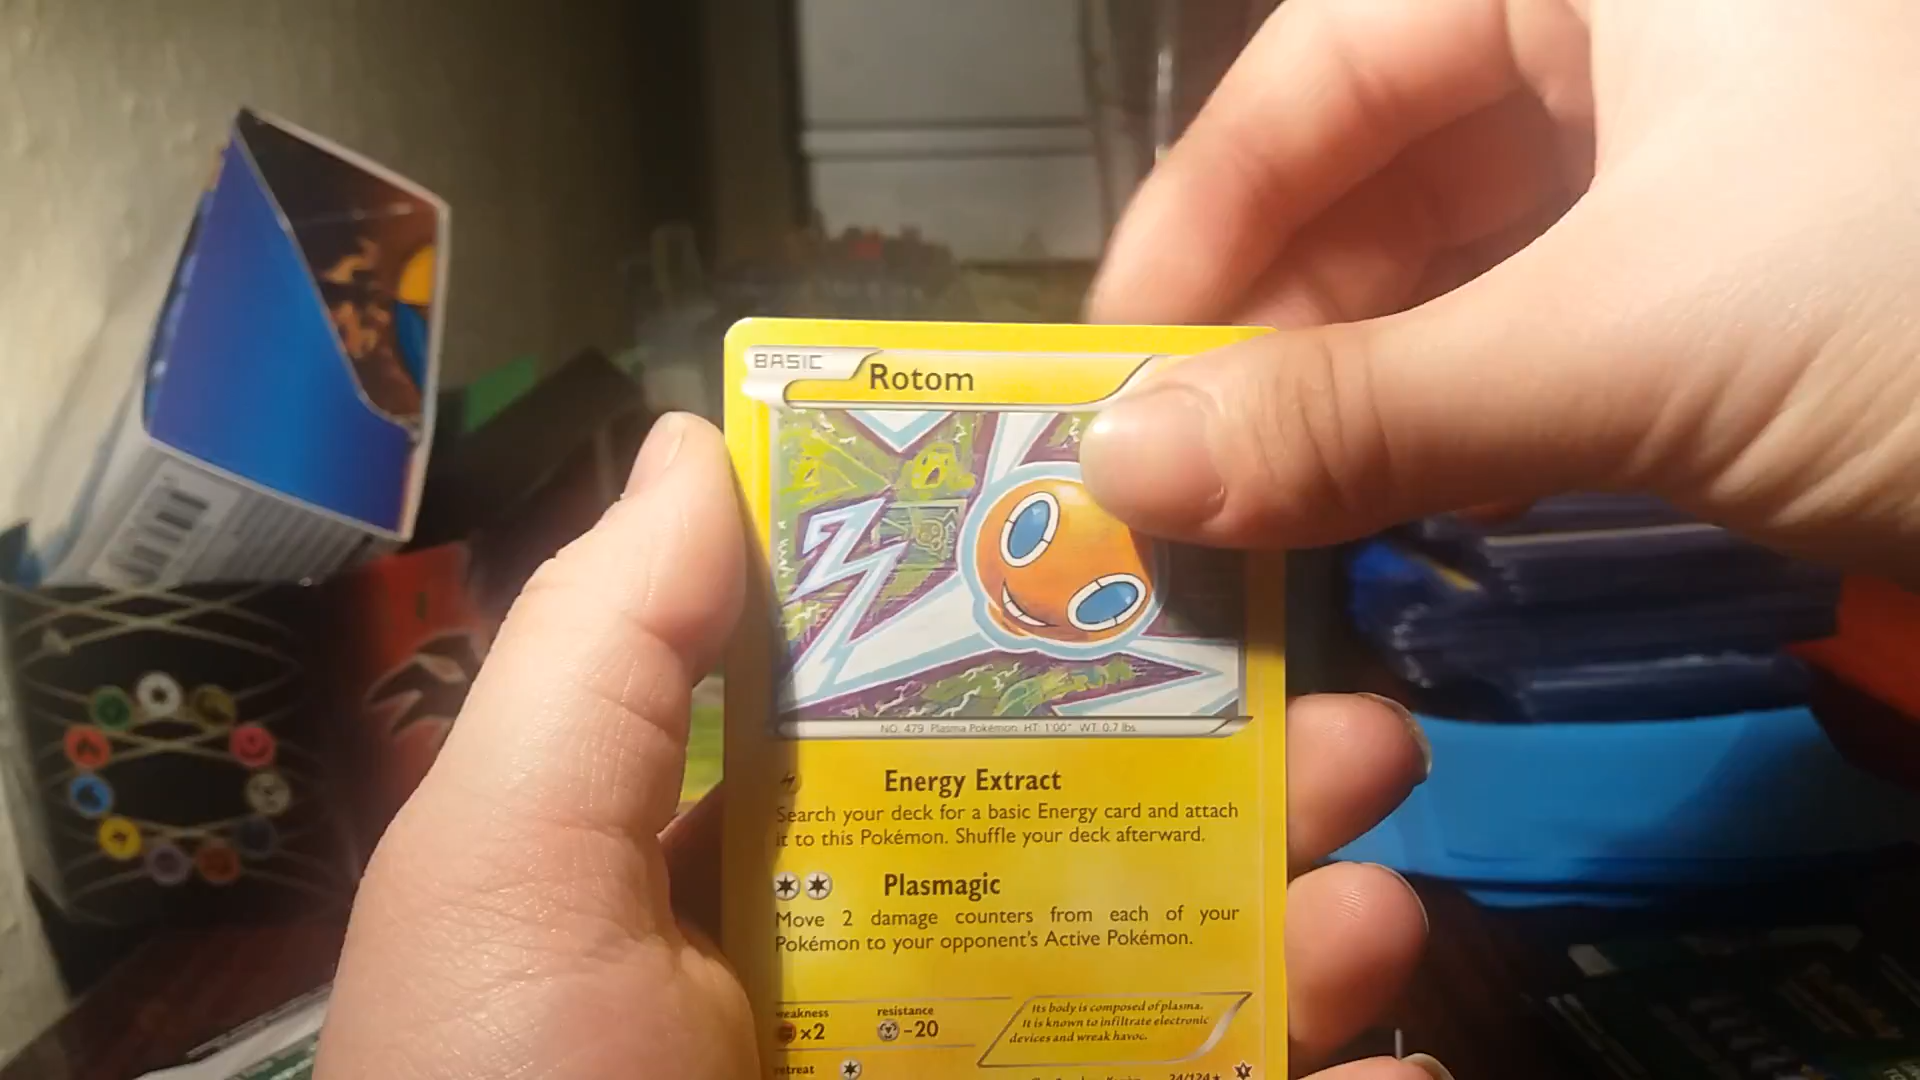 BASIC
Rotom
NO. 479 Plasma Pokémon HT: 1'00" WT: 0.7 lbs.
Energy Extract
Search your deck for a basic Energy card and attach
it to this Pokémon. Shuffle your deck afterward.
Plasmagic
Move 2 damage counters from each of your
Pokémon to your opponent's Active Pokémon.
weakness
×2
resistance
-20
Its body is composed of plasma.
It is known to infiltrate electronic
devices and wreak havoc.
retreat
24/124